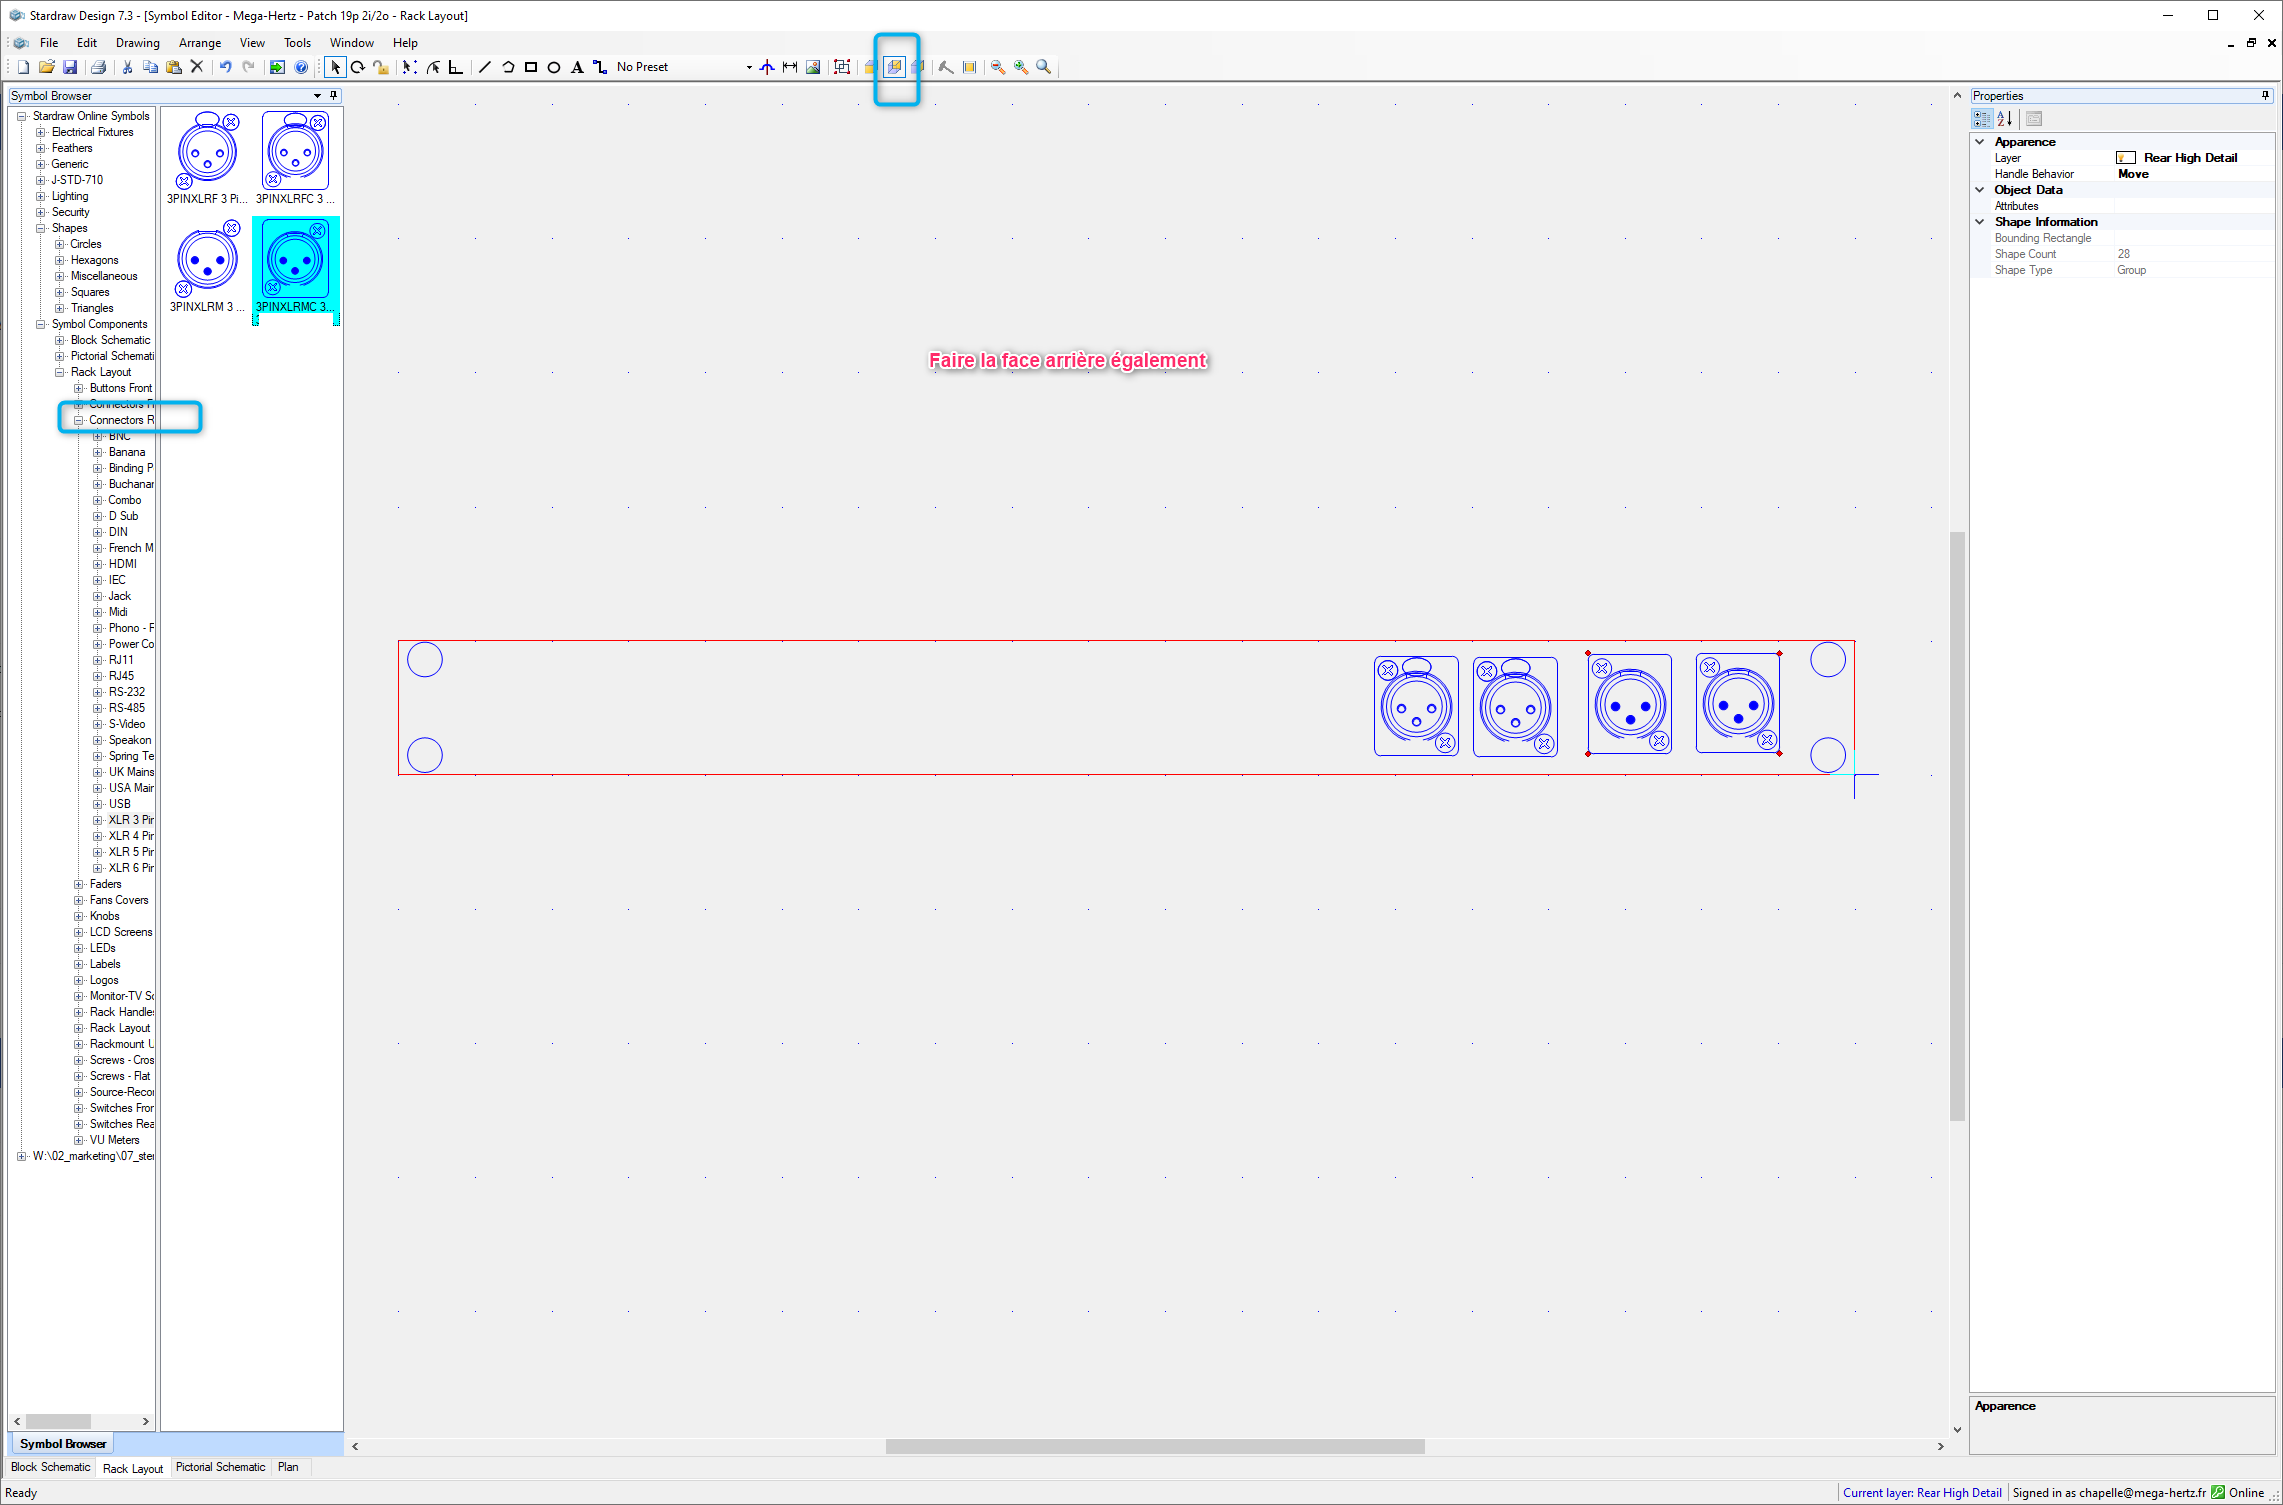 Stardraw Design 7.3 - [Symbol Editor - Mega-Hertz - Patch 19p 2i/2o - Rack Layout]
File Edit Drawing Arrange View Tools Window Help
No Preset
Symbol Browser
Stardraw Online Symbols
Electrical Fixtures
Feathers
Generic
J-STD-710
Lighting
Security
Shapes
Circles
Hexagons
Miscellaneous
Squares
Triangles
Symbol Components
Block Schematic
Pictorial Schemati
Rack Layout
Buttons Front
Connectors R
BNC
Banana
Binding P
Buchanar
Combo
D Sub
DIN
French M
HDMI
IEC
Jack
Midi
Phono - F
Power Co
RJ11
RJ45
RS-232
RS-485
S-Video
Speakon
Spring Te
UK Mains
USA Mair
USB
XLR 3 Pir
XLR 4 Pir
XLR 5 Pir
XLR 6 Pir
Faders
Fans Covers
Knobs
LCD Screens
LEDs
Labels
Logos
Monitor-TV Sc
Rack Handles
Rack Layout
Rackmount U
Screws - Cros
Screws - Flat
Source-Recor
Switches Fror
Switches Rea
VU Meters
W:\02_marketing\07_ster
3PINXLRF 3 Pi... 3PINXLRFC 3 ...
3PINXLRM 3 ... 3PINXLRMC 3...
Faire la face arrière également
Properties
Apparence
Layer Rear High Detail
Handle Behavior Move
Object Data
Attributes
Shape Information
Bounding Rectangle
Shape Count 28
Shape Type Group
Apparence
Symbol Browser
Block Schematic Rack Layout Pictorial Schematic Plan
Ready
Current layer: Rear High Detail Signed in as chapelle@mega-hertz.fr Online